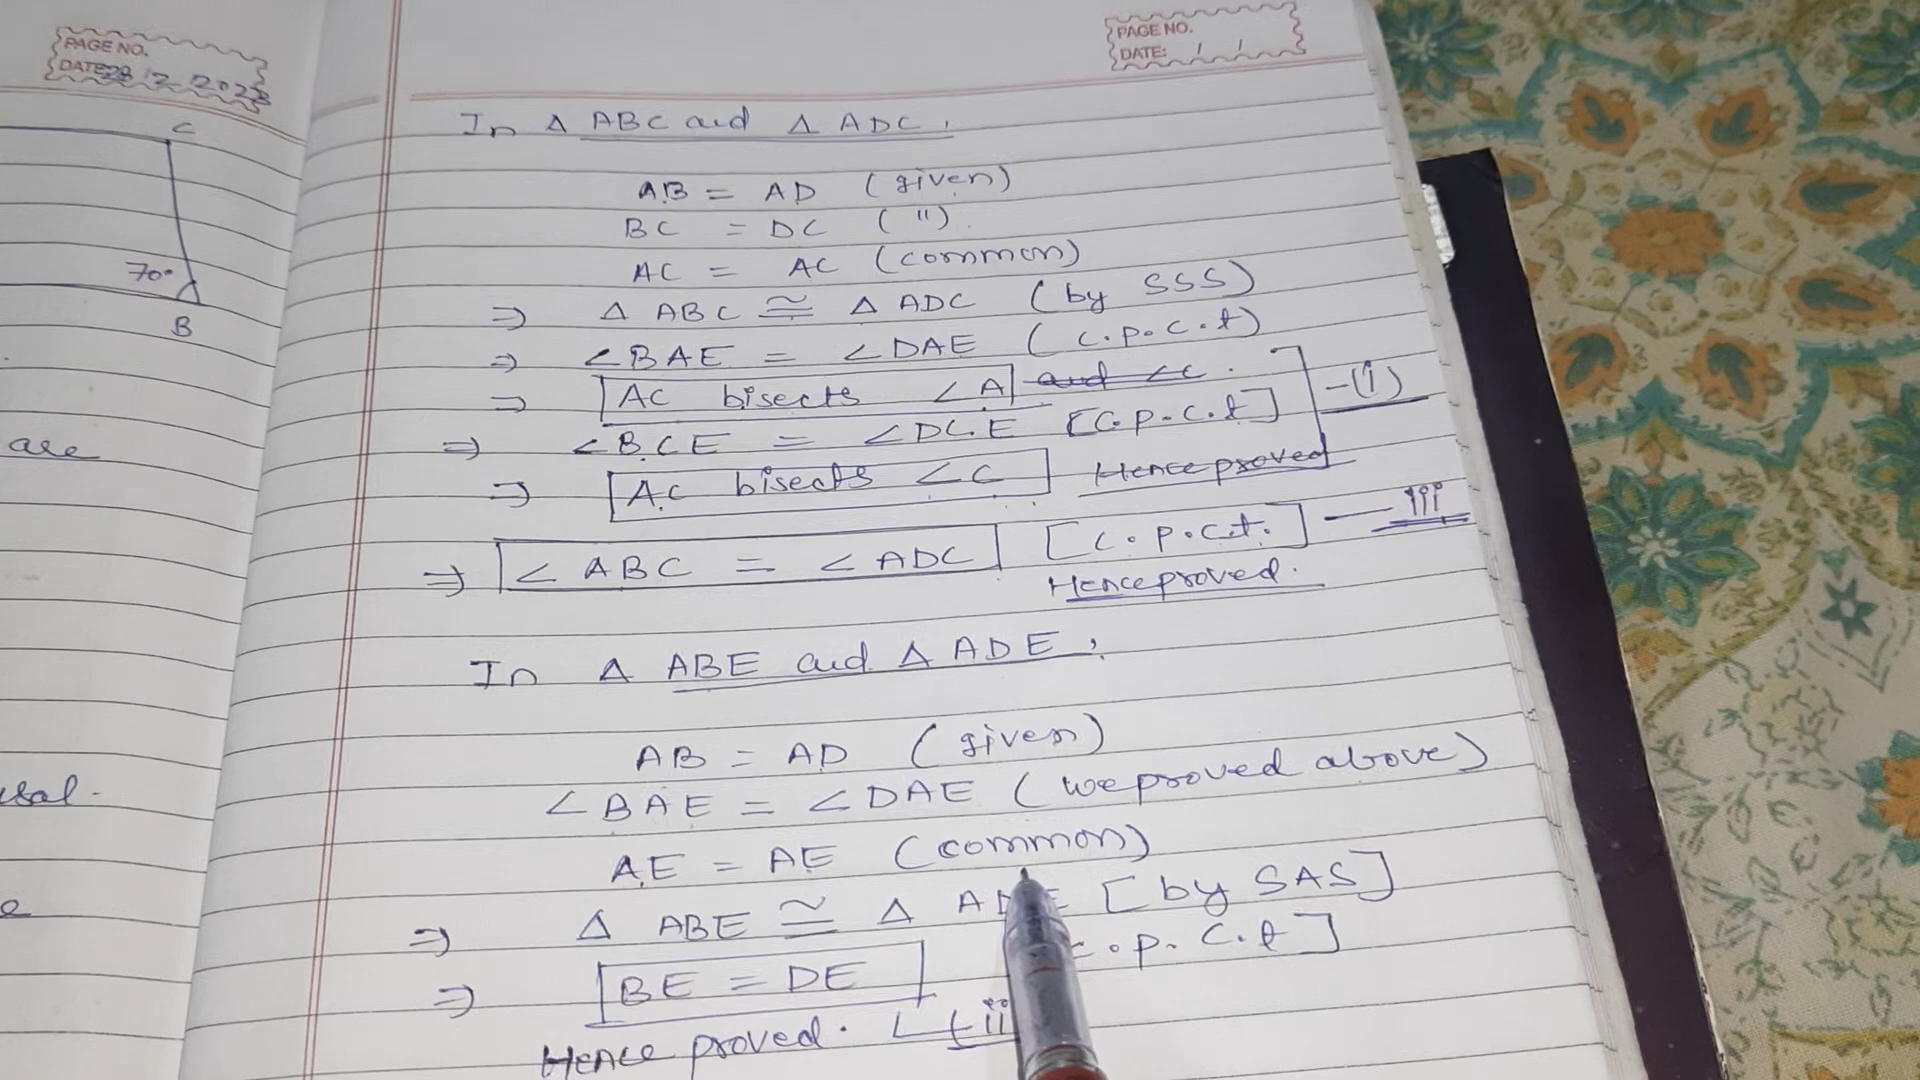 PAGE NO.
DATE: 28 12 2023
C
70°
B
are
usal.
e
PAGE NO.
DATE: / /
In Δ ABC and Δ ADC,
AB = AD (given)
BC = DC (")
AC = AC (common)
⇒ Δ ABC ≅ Δ ADC (by SSS)
⇒ ∠BAE = ∠DAE (c.p.c.t)
⇒ AC bisects ∠A and ∠C.
⇒ ∠BCE = ∠DCE [c.p.c.t] -(i)
⇒ AC bisects ∠C Hence proved
⇒ ∠ABC = ∠ADC [c.p.c.t.] — iii
Hence proved.
In Δ ABE and Δ ADE,
AB = AD (given)
∠BAE = ∠DAE (we proved above)
AE = AE (common)
⇒ Δ ABE ≅ Δ ADE [by SAS]
⇒ BE = DE c.p.c.t]
Hence proved. (ii